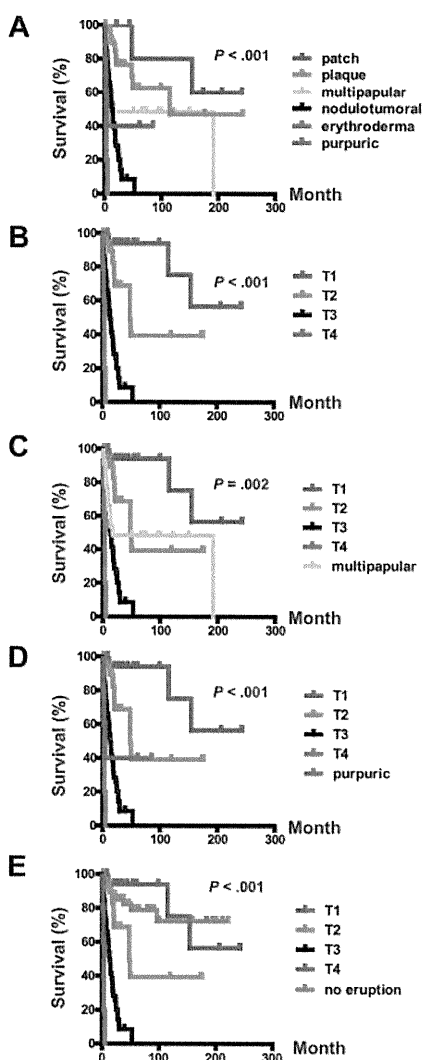 A
Survival (%)
100
80
60
40
20
0
0 100 200 300
Month
P < .001
patch
plaque
multipapular
nodulotumoral
erythroderma
purpuric
B
Survival (%)
100
80
60
40
20
0
0 100 200 300
Month
P < .001
T1
T2
T3
T4
C
Survival (%)
100
80
60
40
20
0
0 100 200 300
Month
P = .002
T1
T2
T3
T4
multipapular
D
Survival (%)
100
80
60
40
20
0
0 100 200 300
Month
P < .001
T1
T2
T3
T4
purpuric
E
Survival (%)
100
80
60
40
20
0
0 100 200 300
Month
P < .001
T1
T2
T3
T4
no eruption